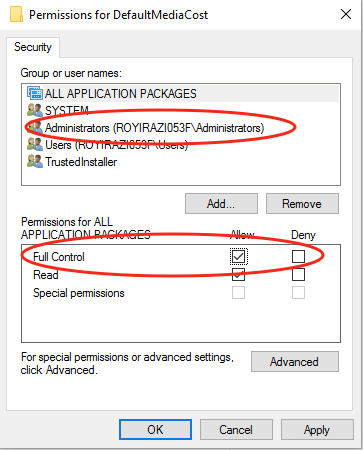 Permissions for DefaultMediaCost
Security
Group or user names:
ALL APPLICATION PACKAGES
SYSTEM
Administrators (ROYIRAZI053F\Administrators)
Users (ROYIRAZI053F\Users)
TrustedInstaller
Add...
Remove
Permissions for ALL
APPLICATION PACKAGES
Allow
Deny
Full Control
Read
Special permissions
For special permissions or advanced settings,
click Advanced.
Advanced
OK
Cancel
Apply